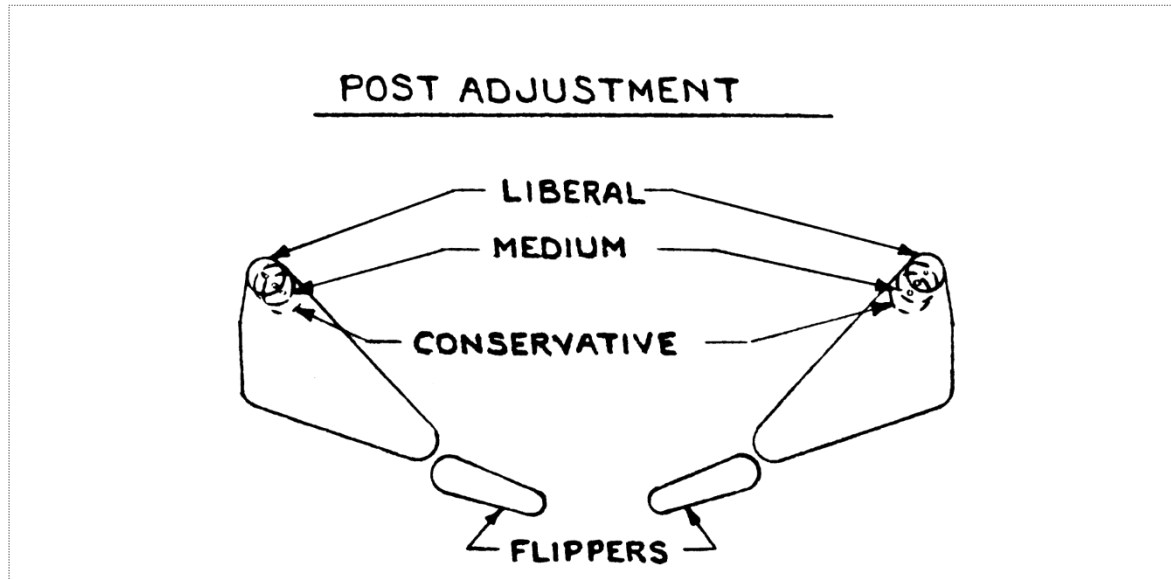 POST ADJUSTMENT
LIBERAL
MEDIUM
CONSERVATIVE
FLIPPERS